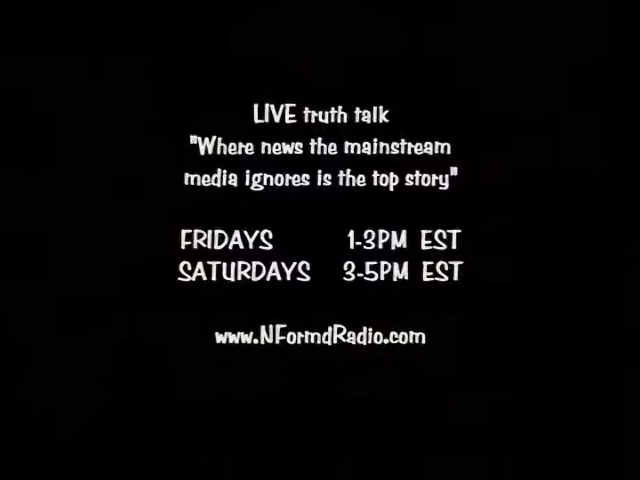 LIVE truth talk
"Where news the mainstream
media ignores is the top story"
FRIDAYS 1-3PM EST
SATURDAYS 3-5PM EST
www.NFormdRadio.com